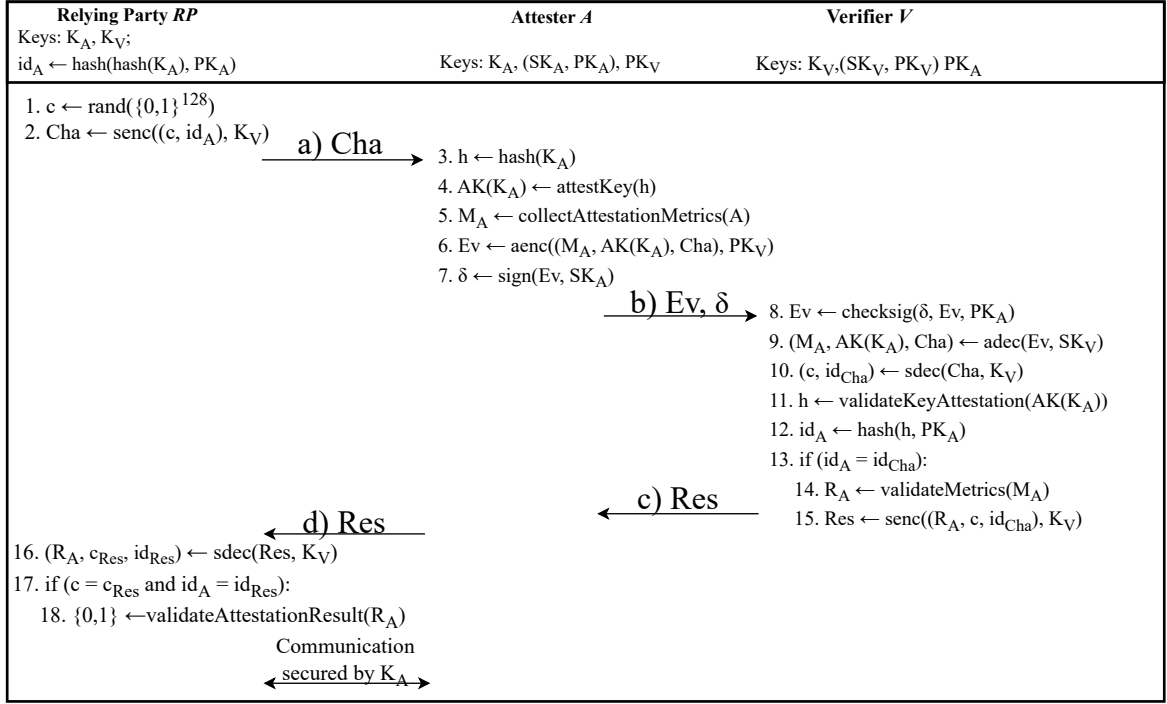 Relying Party RP
Keys: K_A, K_V;
id_A ← hash(hash(K_A), PK_A)
Attester A
Keys: K_A, (SK_A, PK_A), PK_V
Verifier V
Keys: K_V,(SK_V, PK_V) PK_A
1. c ← rand({0,1}^128)
2. Cha ← senc((c, id_A), K_V)
a) Cha
3. h ← hash(K_A)
4. AK(K_A) ← attestKey(h)
5. M_A ← collectAttestationMetrics(A)
6. Ev ← aenc((M_A, AK(K_A), Cha), PK_V)
7. δ ← sign(Ev, SK_A)
b) Ev, δ
8. Ev ← checksig(δ, Ev, PK_A)
9. (M_A, AK(K_A), Cha) ← adec(Ev, SK_V)
10. (c, id_Cha) ← sdec(Cha, K_V)
11. h ← validateKeyAttestation(AK(K_A))
12. id_A ← hash(h, PK_A)
13. if (id_A = id_Cha):
14. R_A ← validateMetrics(M_A)
15. Res ← senc((R_A, c, id_Cha), K_V)
c) Res
d) Res
16. (R_A, c_Res, id_Res) ← sdec(Res, K_V)
17. if (c = c_Res and id_A = id_Res):
18. {0,1} ←validateAttestationResult(R_A)
Communication
secured by K_A